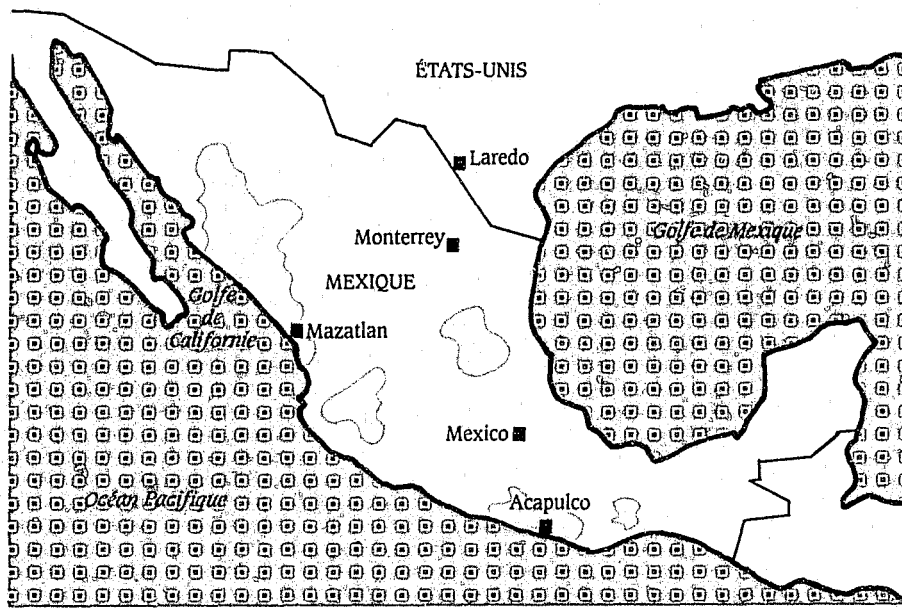 ÉTATS-UNIS
Laredo
Golfe de Mexique
Monterrey
MEXIQUE
Golfe
de
Californie
Mazatlan
Mexico
Océan Pacifique
Acapulco